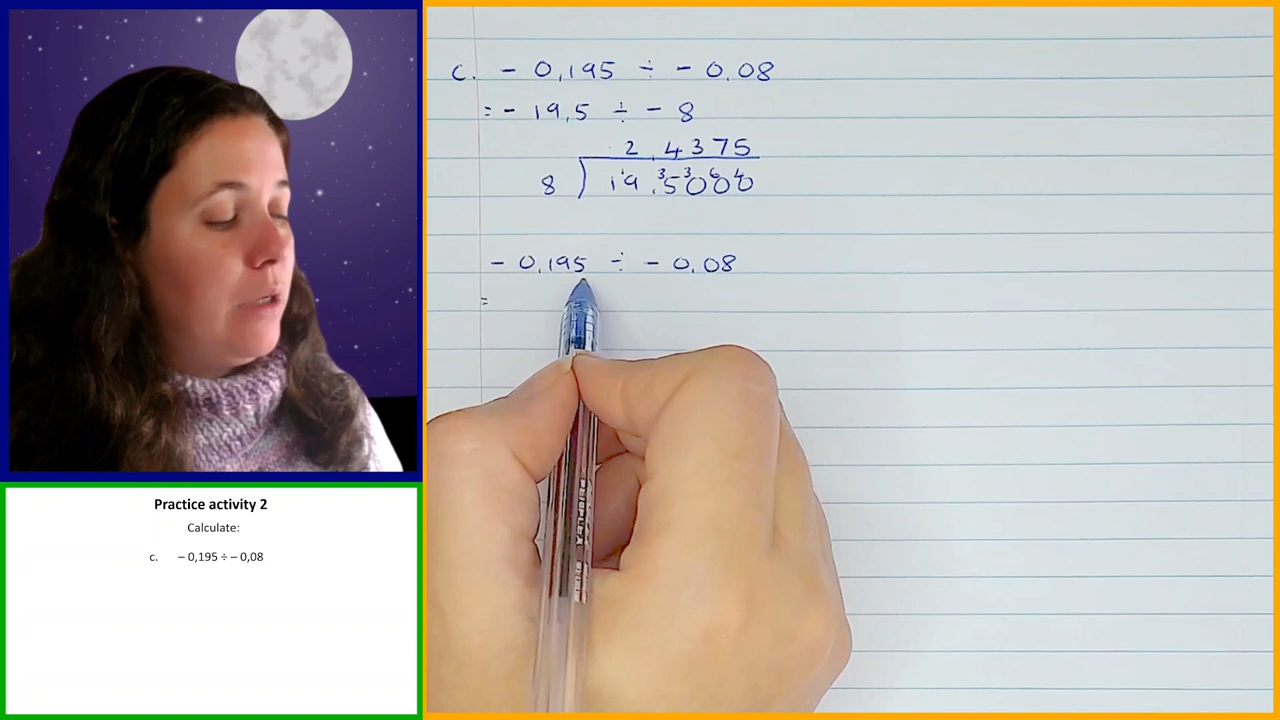 c. - 0,195 ÷ - 0,08
= - 19,5 ÷ - 8
2,4375
8 ) 19,5000
- 0,195 ÷ - 0,08
=
Practice activity 2
Calculate:
c. – 0,195 ÷ – 0,08